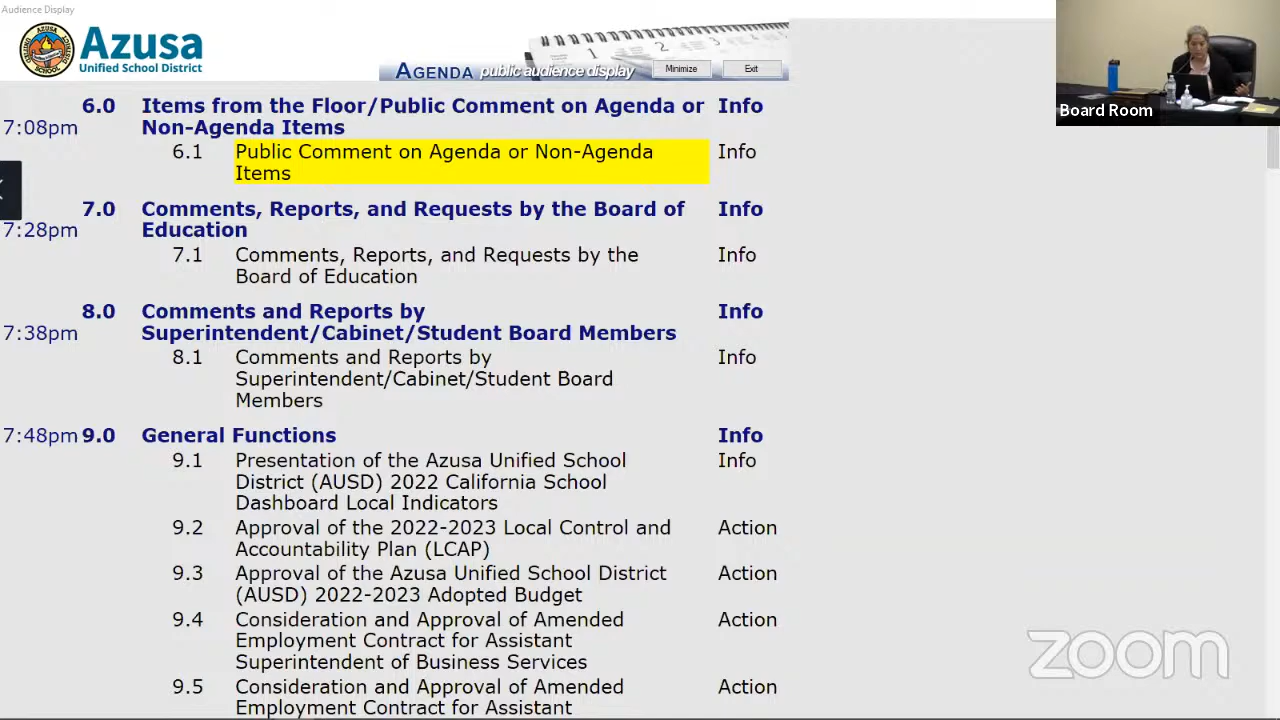 Audience Display
Azusa
Unified School District
AGENDA public audience display
Minimize
Exit
Board Room
6.0 Items from the Floor/Public Comment on Agenda or Info
7:08pm Non-Agenda Items
6.1 Public Comment on Agenda or Non-Agenda Info
Items
7.0 Comments, Reports, and Requests by the Board of Info
7:28pm Education
7.1 Comments, Reports, and Requests by the Info
Board of Education
8.0 Comments and Reports by Info
7:38pm Superintendent/Cabinet/Student Board Members
8.1 Comments and Reports by Info
Superintendent/Cabinet/Student Board
Members
7:48pm 9.0 General Functions Info
9.1 Presentation of the Azusa Unified School Info
District (AUSD) 2022 California School
Dashboard Local Indicators
9.2 Approval of the 2022-2023 Local Control and Action
Accountability Plan (LCAP)
9.3 Approval of the Azusa Unified School District Action
(AUSD) 2022-2023 Adopted Budget
9.4 Consideration and Approval of Amended Action
Employment Contract for Assistant
Superintendent of Business Services
9.5 Consideration and Approval of Amended Action
Employment Contract for Assistant
zoom